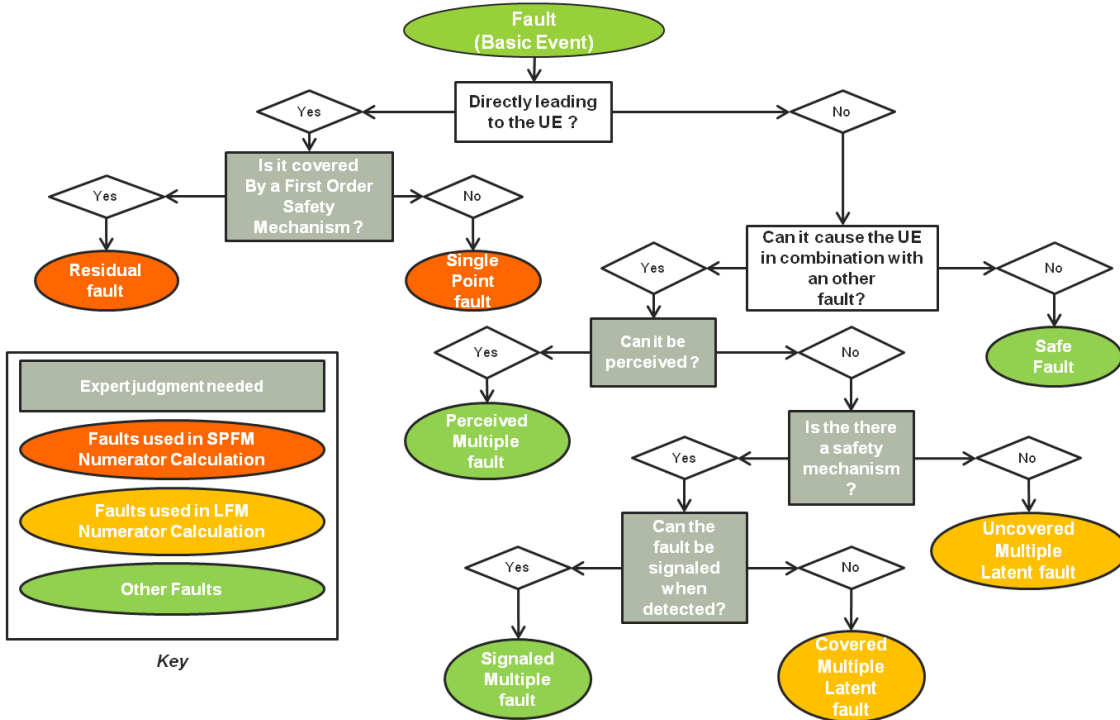 Fault
(Basic Event)
Directly leading
to the UE ?
Yes
No
Is it covered
By a First Order
Safety
Mechanism ?
Yes
No
Residual
fault
Single
Point
fault
Can it cause the UE
in combination with
an other
fault?
Yes
No
Safe
Fault
Can it be
perceived ?
Yes
No
Perceived
Multiple
fault
Is the there
a safety
mechanism
?
Yes
No
Uncovered
Multiple
Latent fault
Can the
fault be
signaled
when
detected?
Yes
No
Signaled
Multiple
fault
Covered
Multiple
Latent
fault
Expert judgment needed
Faults used in SPFM
Numerator Calculation
Faults used in LFM
Numerator Calculation
Other Faults
Key